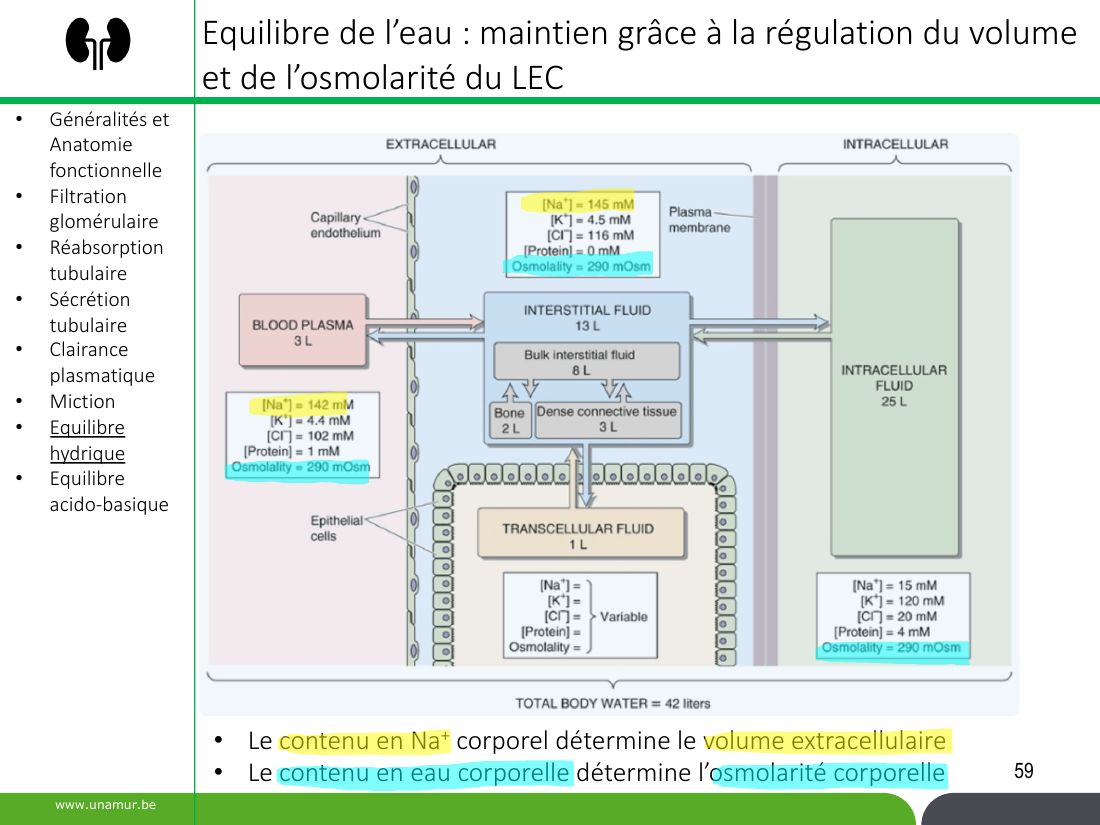 Equilibre de l’eau : maintien grâce à la régulation du volume
et de l’osmolarité du LEC
• Généralités et
Anatomie
fonctionnelle
• Filtration
glomérulaire
• Réabsorption
tubulaire
• Sécrétion
tubulaire
• Clairance
plasmatique
• Miction
• Equilibre
hydrique
• Equilibre
acido-basique
EXTRACELLULAR
INTRACELLULAR
Capillary
endothelium
[Na⁺] = 145 mM
[K⁺] = 4.5 mM
[Cl⁻] = 116 mM
[Protein] = 0 mM
Osmolality = 290 mOsm
Plasma
membrane
BLOOD PLASMA
3 L
INTERSTITIAL FLUID
13 L
Bulk interstitial fluid
8 L
Bone
2 L
Dense connective tissue
3 L
INTRACELLULAR
FLUID
25 L
[Na⁺] = 142 mM
[K⁺] = 4.4 mM
[Cl⁻] = 102 mM
[Protein] = 1 mM
Osmolality = 290 mOsm
Epithelial
cells
TRANSCELLULAR FLUID
1 L
[Na⁺] =
[K⁺] =
[Cl⁻] =
[Protein] =
Osmolality =
Variable
[Na⁺] = 15 mM
[K⁺] = 120 mM
[Cl⁻] = 20 mM
[Protein] = 4 mM
Osmolality = 290 mOsm
TOTAL BODY WATER = 42 liters
• Le contenu en Na⁺ corporel détermine le volume extracellulaire
• Le contenu en eau corporelle détermine l’osmolarité corporelle
59
www.unamur.be